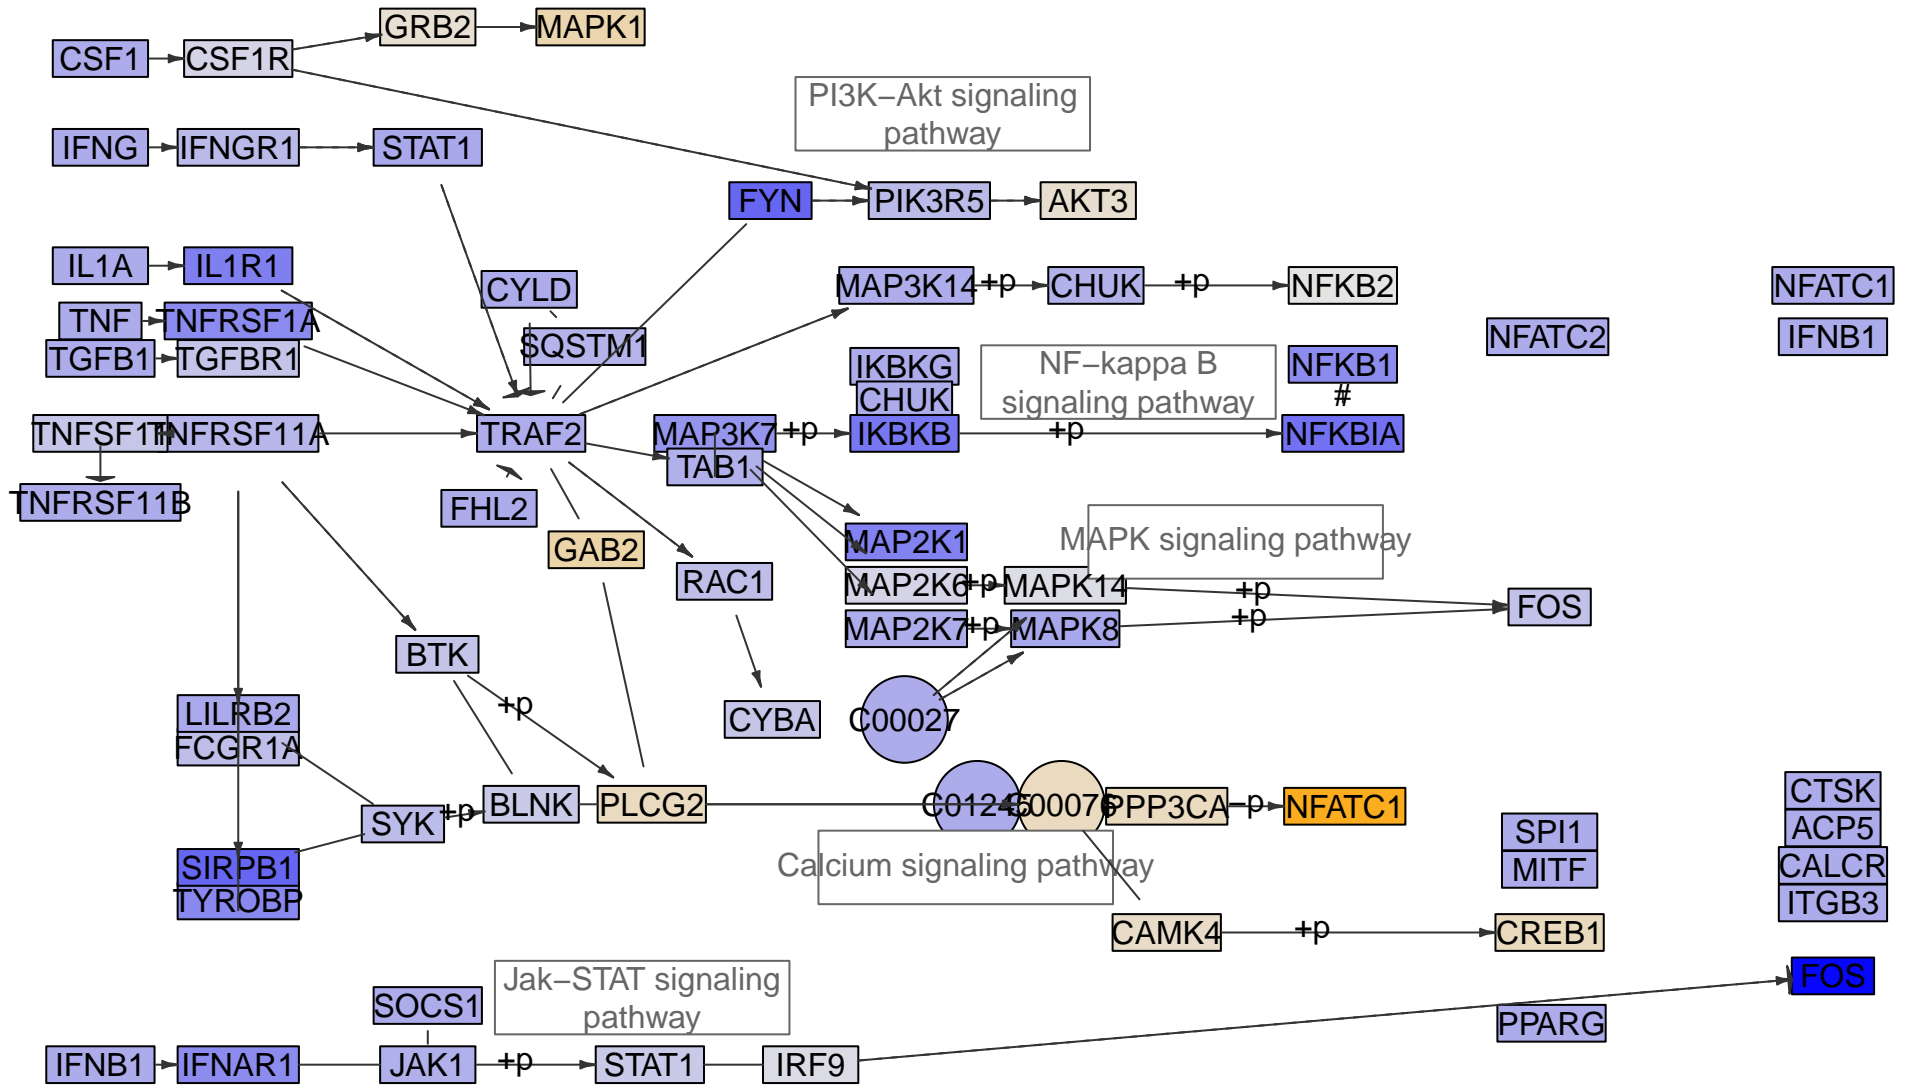 GRB2
MAPK1
CSF1
CSF1R
PI3K−Akt signaling
pathway
IFNG
IFNGR1
STAT1
FYN
PIK3R5
AKT3
IL1A
IL1R1
CYLD
MAP3K14
+p
CHUK
+p
NFKB2
NFATC1
TNF
TNFRSF1A
SQSTM1
NFATC2
IFNB1
TGFB1
TGFBR1
IKBKG
NF−kappa B
signaling pathway
NFKB1
#
CHUK
TNFRSF11A
TRAF2
MAP3K7
+p
IKBKB
+p
NFKBIA
TAB1
TNFRSF11B
FHL2
GAB2
MAP2K1
MAPK signaling pathway
RAC1
MAP2K6
+p
MAPK14
+p
FOS
MAP2K7
+p
MAPK8
+p
BTK
+p
LILRB2
FCGR1A
CYBA
C00027
SYK
+p
BLNK
PLCG2
C00076
PPP3CA
−p
NFATC1
CTSK
SPI1
ACP5
SIRPB1
Calcium signaling pathway
MITF
CALCR
TYROBP
ITGB3
CAMK4
+p
CREB1
Jak−STAT signaling
pathway
FOS
SOCS1
PPARG
IFNB1
IFNAR1
JAK1
+p
STAT1
IRF9